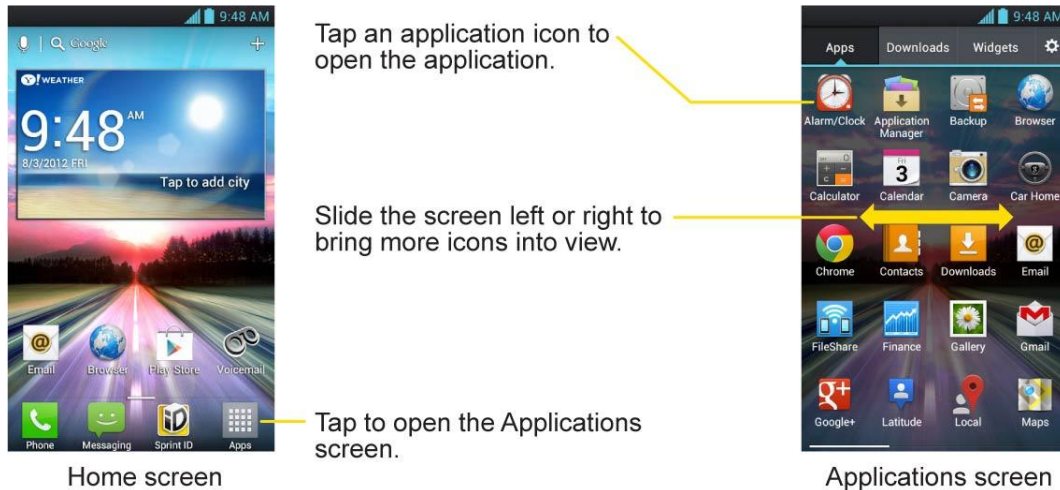 9:48 AM
Google
Y! WEATHER
9:48 AM
8/3/2012 FRI
Tap to add city
Email Browser Play Store Voicemail
Phone Messaging Sprint ID Apps
Home screen
Tap an application icon to
open the application.
Slide the screen left or right to
bring more icons into view.
Tap to open the Applications
screen.
9:48 AM
Apps Downloads Widgets
Alarm/Clock Application Manager Backup Browser
Fri
3
Calculator Calendar Camera Car Home
Chrome Contacts Downloads Email
FileShare Finance Gallery Gmail
Google+ Latitude Local Maps
Applications screen